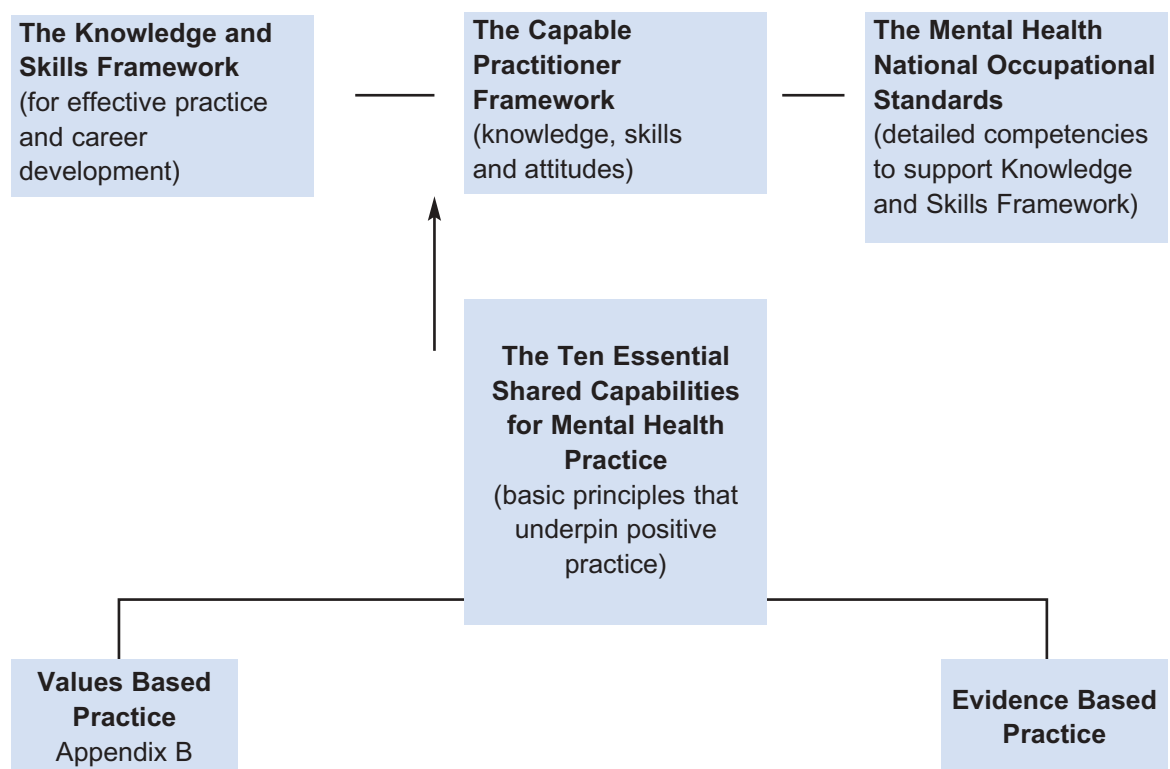 The Knowledge and
Skills Framework
(for effective practice
and career
development)
The Capable
Practitioner
Framework
(knowledge, skills
and attitudes)
The Mental Health
National Occupational
Standards
(detailed competencies
to support Knowledge
and Skills Framework)
The Ten Essential
Shared Capabilities
for Mental Health
Practice
(basic principles that
underpin positive
practice)
Values Based
Practice
Appendix B
Evidence Based
Practice